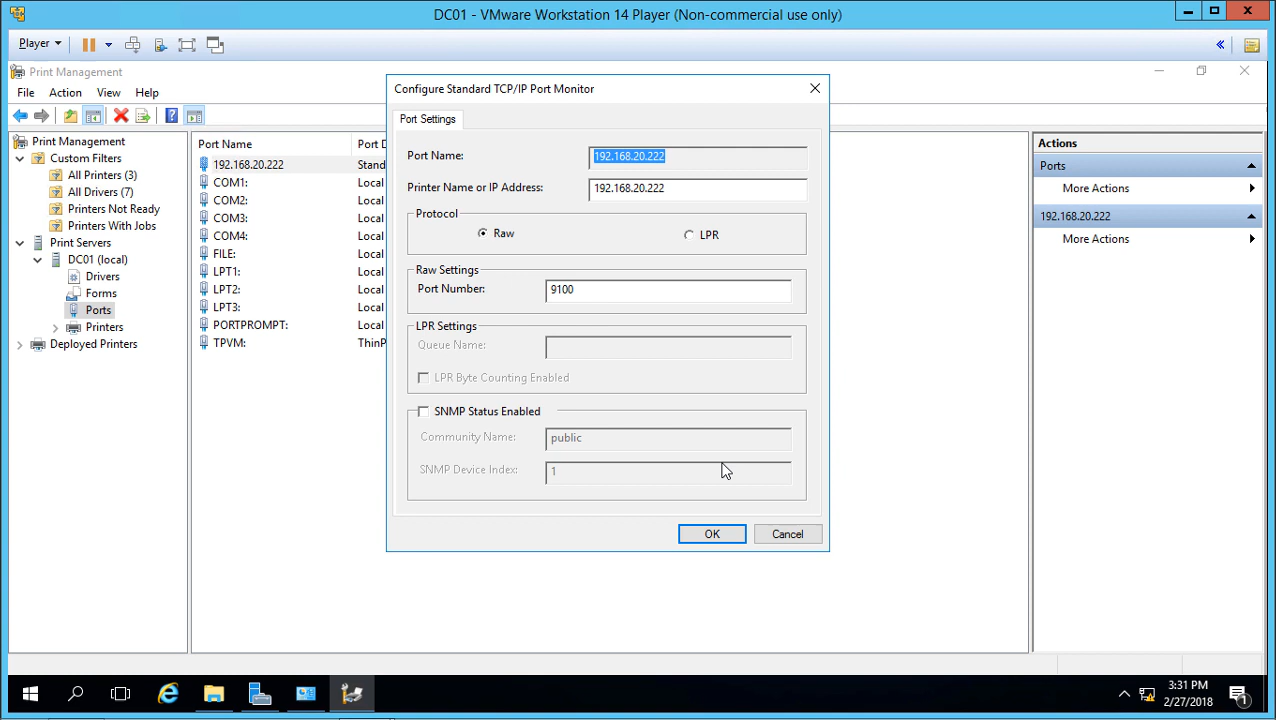 DC01 - VMware Workstation 14 Player (Non-commercial use only)
Player
Print Management
File Action View Help
Print Management
Custom Filters
All Printers (3)
All Drivers (7)
Printers Not Ready
Printers With Jobs
Print Servers
DC01 (local)
Drivers
Forms
Ports
Printers
Deployed Printers
Port Name Port D
192.168.20.222 Stand
COM1: Local
COM2: Local
COM3: Local
COM4: Local
FILE: Local
LPT1: Local
LPT2: Local
LPT3: Local
PORTPROMPT: Local
TPVM: ThinP
Configure Standard TCP/IP Port Monitor
Port Settings
Port Name: 192.168.20.222
Printer Name or IP Address: 192.168.20.222
Protocol
Raw LPR
Raw Settings
Port Number: 9100
LPR Settings
Queue Name:
LPR Byte Counting Enabled
SNMP Status Enabled
Community Name: public
SNMP Device Index: 1
OK Cancel
Actions
Ports
More Actions
192.168.20.222
More Actions
3:31 PM
2/27/2018
1